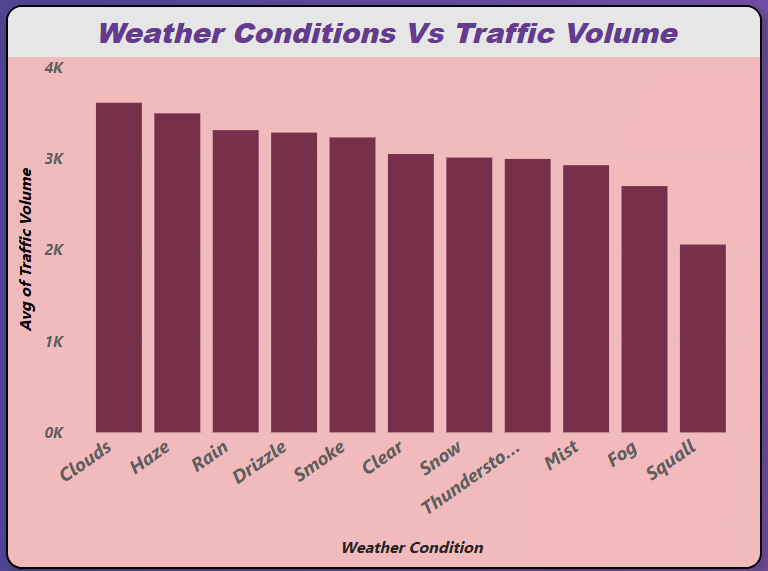 Weather Conditions Vs Traffic Volume
4K
3K
2K
1K
0K
Avg of Traffic Volume
Clouds
Haze
Rain
Drizzle
Smoke
Clear
Snow
Thundersto...
Mist
Fog
Squall
Weather Condition